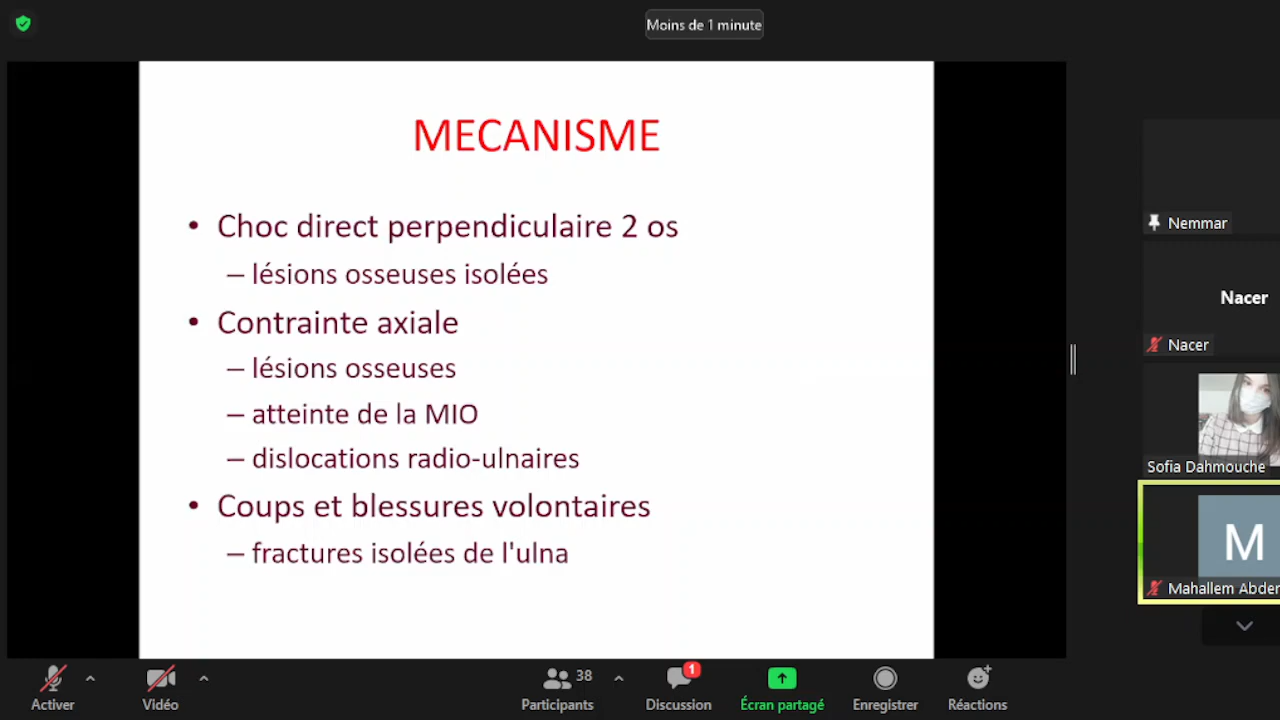 Moins de 1 minute
MECANISME
• Choc direct perpendiculaire 2 os
– lésions osseuses isolées
• Contrainte axiale
– lésions osseuses
– atteinte de la MIO
– dislocations radio-ulnaires
• Coups et blessures volontaires
– fractures isolées de l'ulna
Nemmar
Nacer
Nacer
Sofia Dahmouche
M
Mahallem Abder
Activer
Vidéo
38
Participants
1
Discussion
Écran partagé
Enregistrer
Réactions